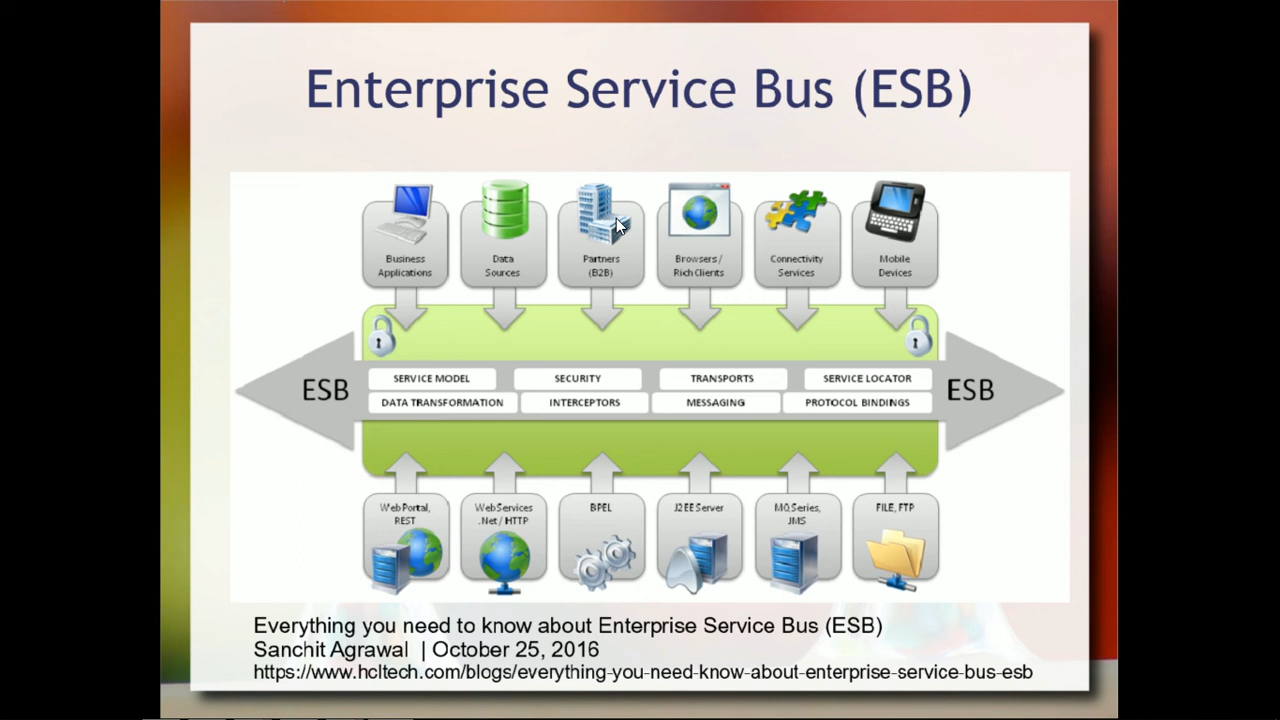 Enterprise Service Bus (ESB)
Business
Applications
Data
Sources
Partners
(B2B)
Browsers /
Rich Clients
Connectivity
Services
Mobile
Devices
ESB
SERVICE MODEL
SECURITY
TRANSPORTS
SERVICE LOCATOR
DATA TRANSFORMATION
INTERCEPTORS
MESSAGING
PROTOCOL BINDINGS
ESB
Web Portal,
REST
Web Services
.Net / HTTP
BPEL
J2EE Server
MQ Series,
JMS
FILE, FTP
Everything you need to know about Enterprise Service Bus (ESB)
Sanchit Agrawal | October 25, 2016
https://www.hcltech.com/blogs/everything-you-need-know-about-enterprise-service-bus-esb